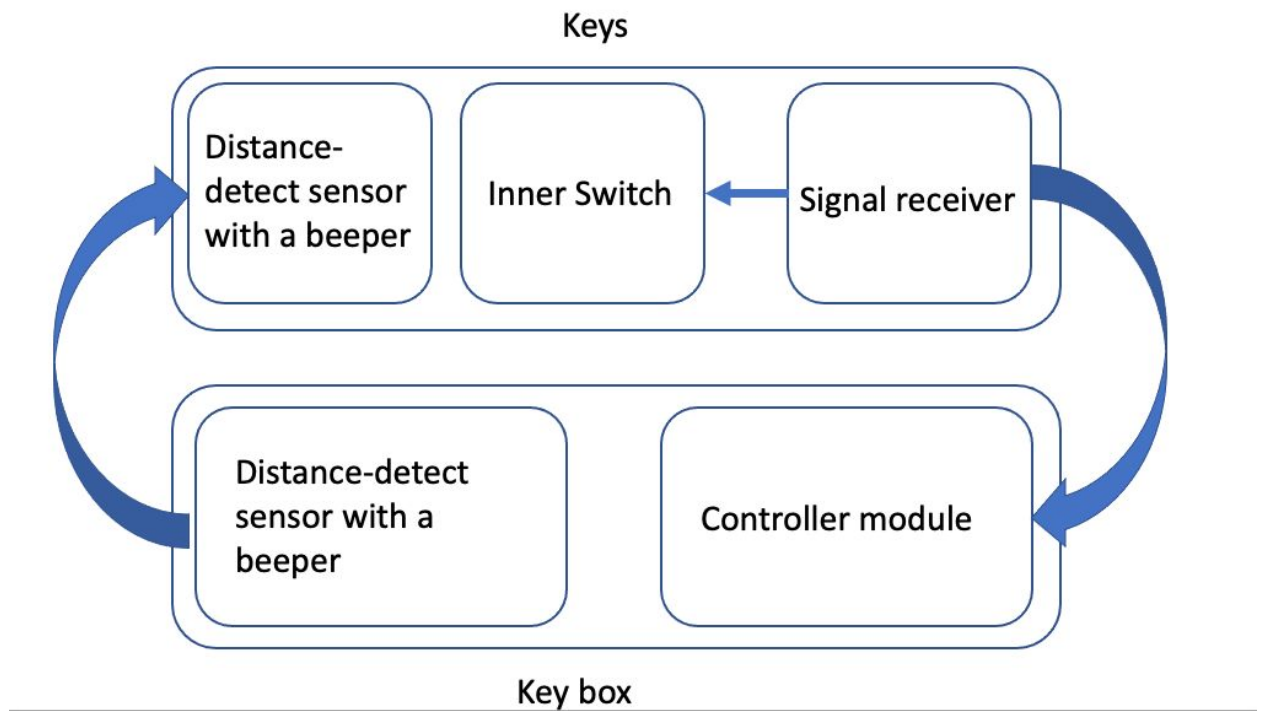 Keys
Distance-
detect sensor
with a beeper
Inner Switch
Signal receiver
Distance-detect
sensor with a
beeper
Controller module
Key box